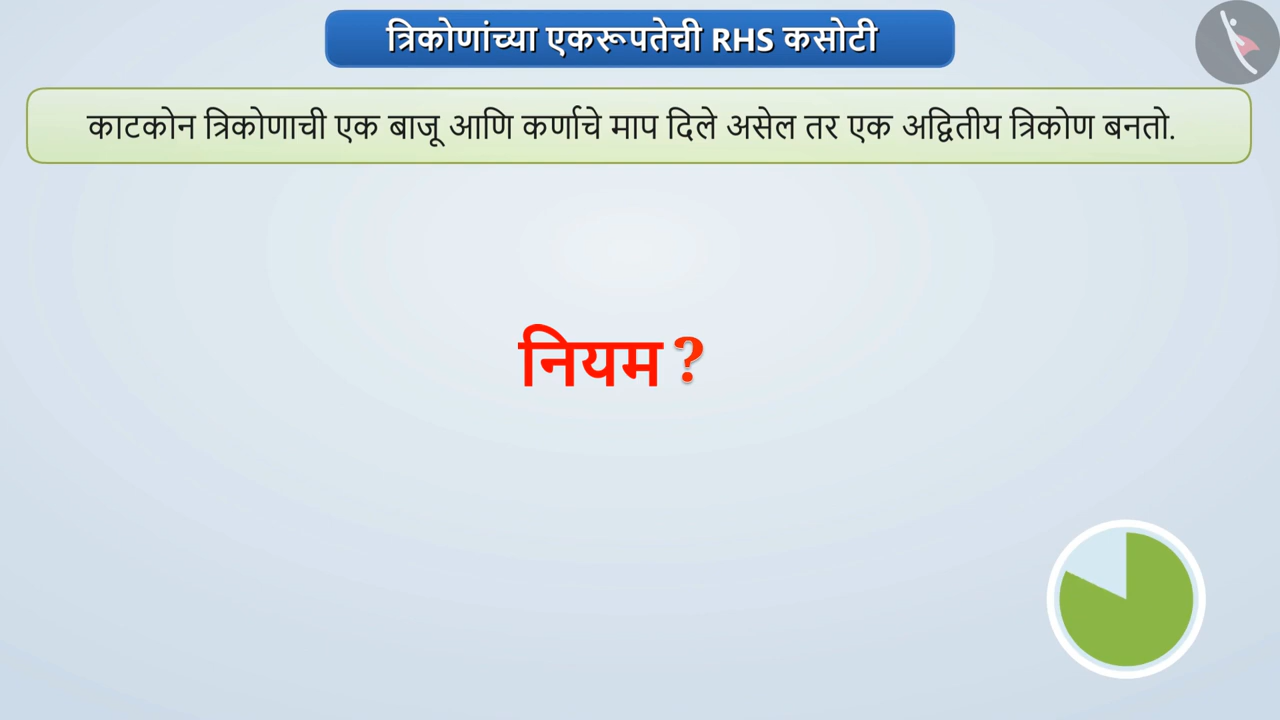 त्रिकोणांच्या एकरूपतेची RHS कसोटी
काटकोन त्रिकोणाची एक बाजू आणि कर्णाचे माप दिले असेल तर एक अद्वितीय त्रिकोण बनतो.
नियम ?